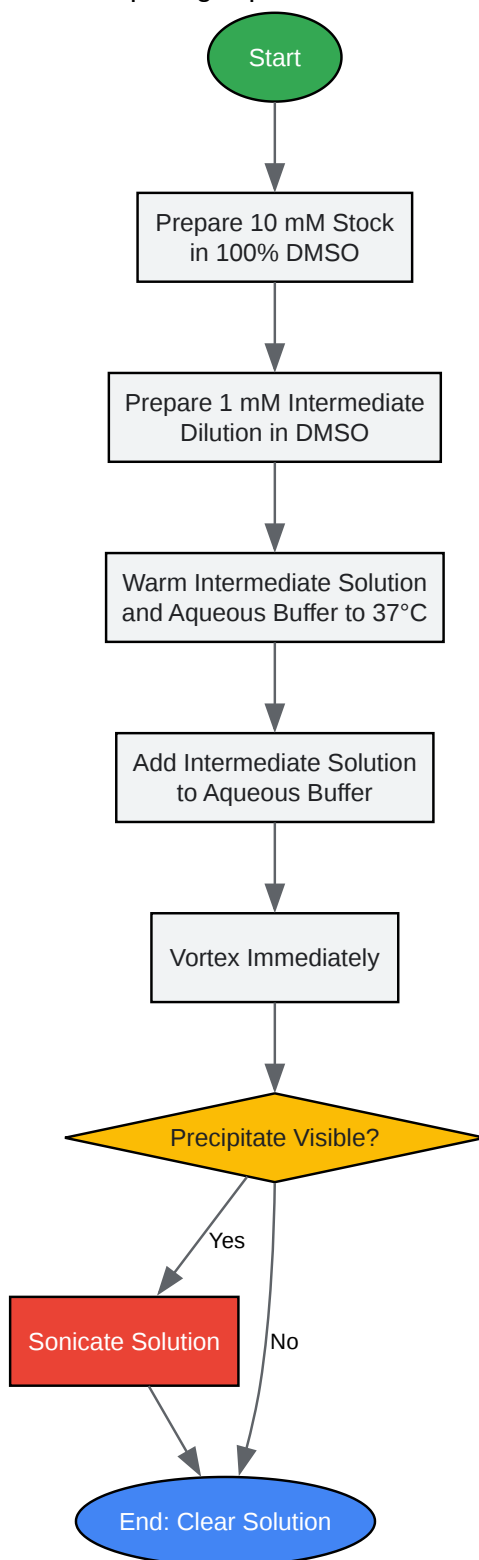 Start
Prepare 10 mM Stock
in 100% DMSO
Prepare 1 mM Intermediate
Dilution in DMSO
Warm Intermediate Solution
and Aqueous Buffer to 37°C
Add Intermediate Solution
to Aqueous Buffer
Vortex Immediately
Precipitate Visible?
Yes
Sonicate Solution
No
End: Clear Solution